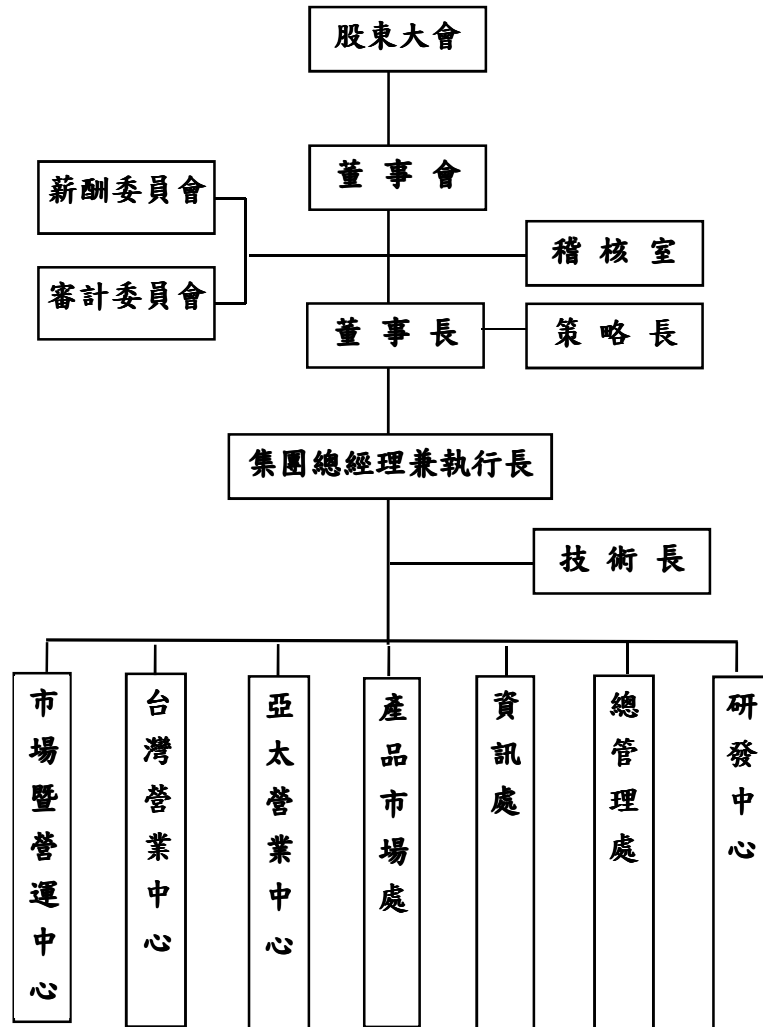 股東大會
董事會
薪酬委員會
稽核室
審計委員會
董事長
策略長
集團總經理兼執行長
技術長
市場暨營運中心
台灣營業中心
亞太營業中心
產品市場處
資訊處
總管理處
研發中心